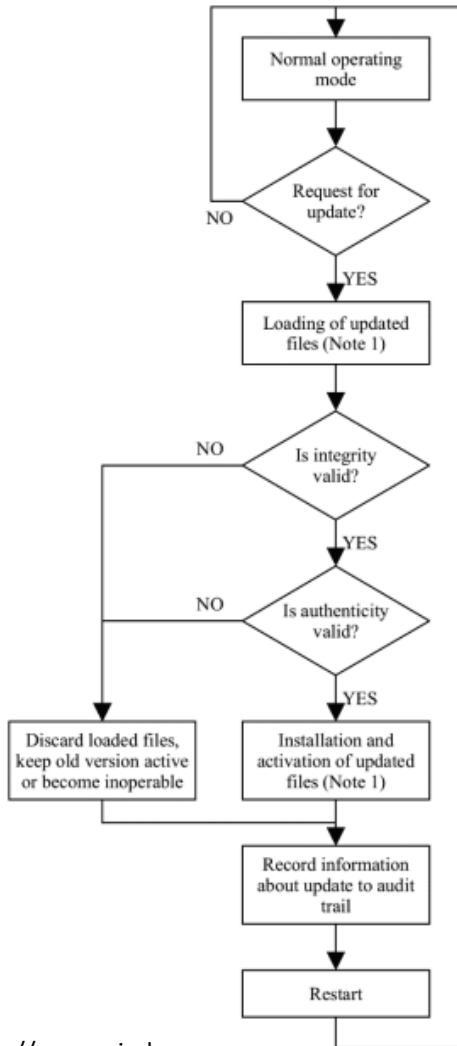 Normal operating
mode
Request for
update?
NO
YES
Loading of updated
files (Note 1)
NO
Is integrity
valid?
YES
NO
Is authenticity
valid?
YES
Discard loaded files,
keep old version active
or become inoperable
Installation and
activation of updated
files (Note 1)
Record information
about update to audit
trail
Restart